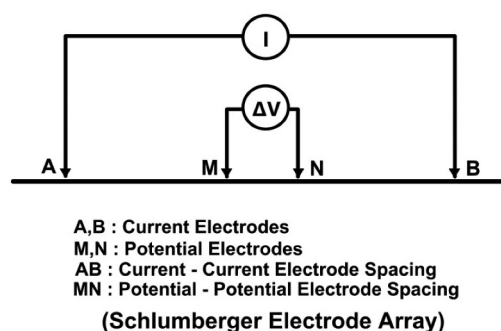 I
ΔV
A M N B
A,B : Current Electrodes
M,N : Potential Electrodes
AB : Current - Current Electrode Spacing
MN : Potential - Potential Electrode Spacing
(Schlumberger Electrode Array)